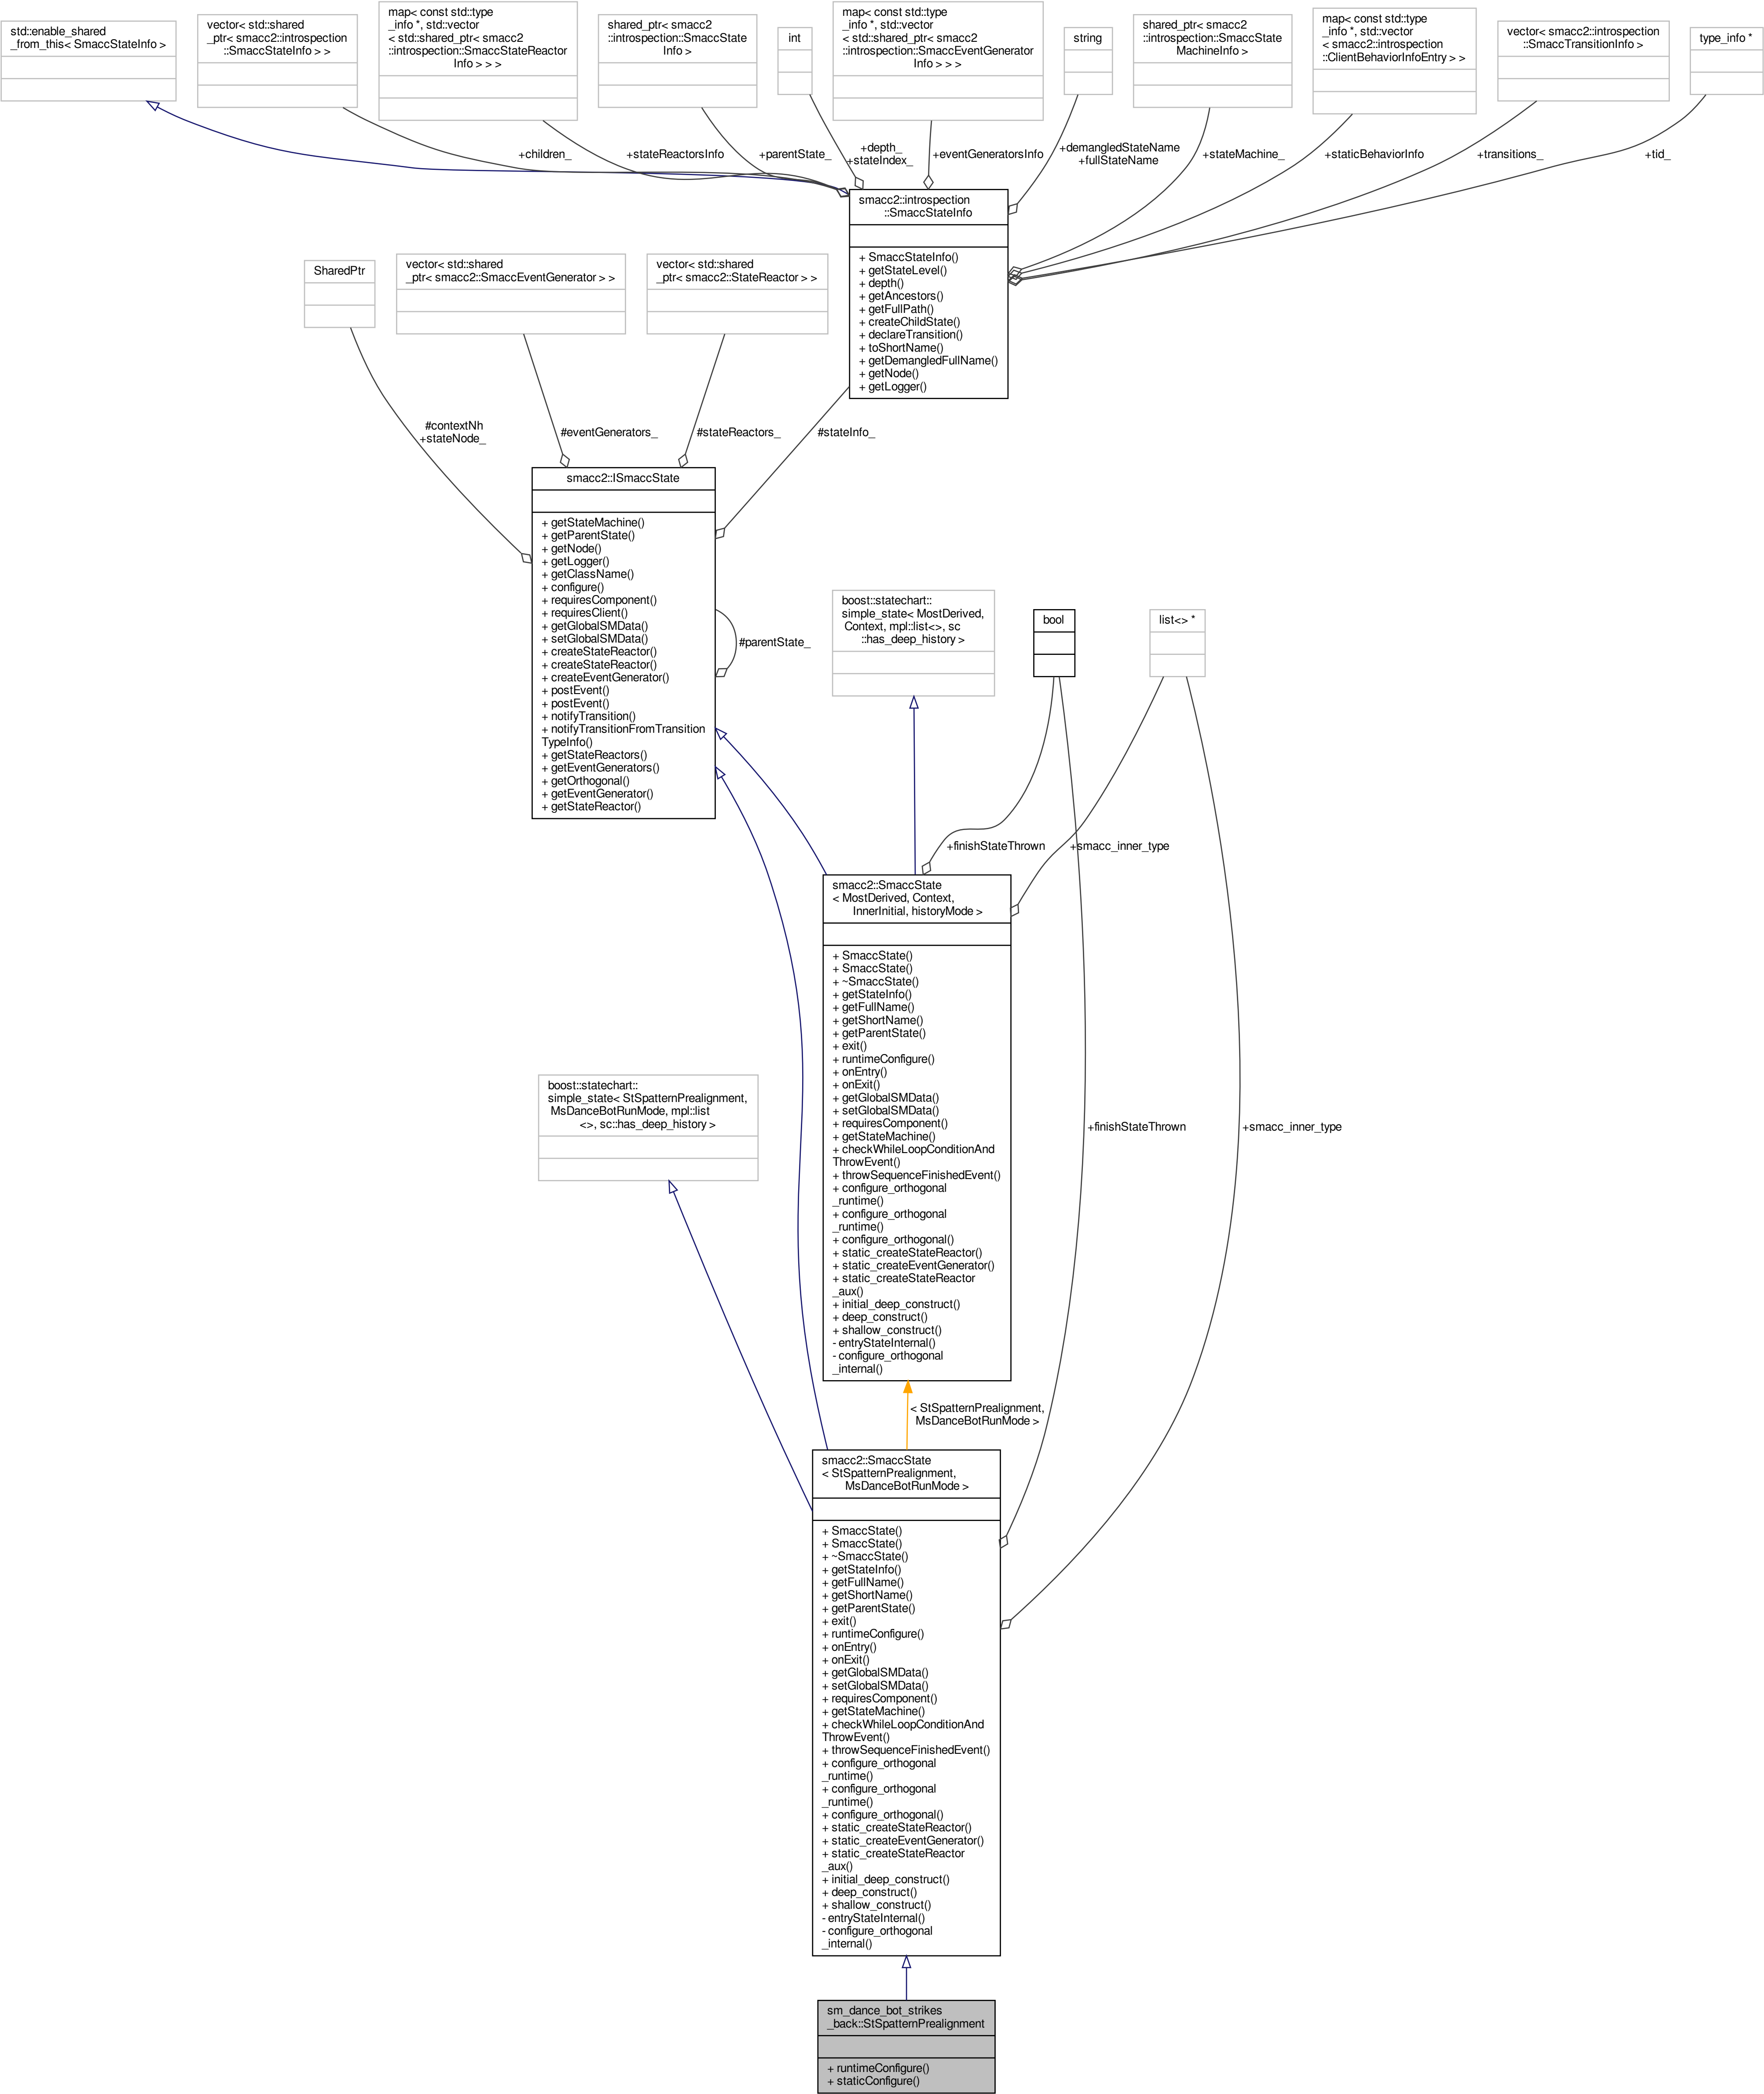 std::enable_shared
_from_this< SmaccStateInfo >
vector< std::shared
_ptr< smacc2::introspection
::SmaccStateInfo > >
map< const std::type
_info *, std::vector
< std::shared_ptr< smacc2
::introspection::SmaccStateReactor
Info > > >
shared_ptr< smacc2
::introspection::SmaccState
Info >
int
map< const std::type
_info *, std::vector
< std::shared_ptr< smacc2
::introspection::SmaccEventGenerator
Info > > >
string
shared_ptr< smacc2
::introspection::SmaccState
MachineInfo >
map< const std::type
_info *, std::vector
< smacc2::introspection
::ClientBehaviorInfoEntry > >
vector< smacc2::introspection
::SmaccTransitionInfo >
type_info *
+children_
+stateReactorsInfo
+parentState_
+depth_
+stateIndex_
+eventGeneratorsInfo
+demangledStateName
+fullStateName
+stateMachine_
+staticBehaviorInfo
+transitions_
+tid_
smacc2::introspection
::SmaccStateInfo
+ SmaccStateInfo()
+ getStateLevel()
+ depth()
+ getAncestors()
+ getFullPath()
+ createChildState()
+ declareTransition()
+ toShortName()
+ getDemangledFullName()
+ getNode()
+ getLogger()
SharedPtr
vector< std::shared
_ptr< smacc2::SmaccEventGenerator > >
vector< std::shared
_ptr< smacc2::StateReactor > >
#contextNh
+stateNode_
#eventGenerators_
#stateReactors_
#stateInfo_
smacc2::ISmaccState
+ getStateMachine()
+ getParentState()
+ getNode()
+ getLogger()
+ getClassName()
+ configure()
+ requiresComponent()
+ requiresClient()
+ getGlobalSMData()
+ setGlobalSMData()
+ createStateReactor()
+ createStateReactor()
+ createEventGenerator()
+ postEvent()
+ postEvent()
+ notifyTransition()
+ notifyTransitionFromTransition
TypeInfo()
+ getStateReactors()
+ getEventGenerators()
+ getOrthogonal()
+ getEventGenerator()
+ getStateReactor()
#parentState_
boost::statechart::
simple_state< MostDerived,
Context, mpl::list<>, sc
::has_deep_history >
bool
list<> *
+finishStateThrown
+smacc_inner_type
smacc2::SmaccState
< MostDerived, Context,
InnerInitial, historyMode >
+ SmaccState()
+ SmaccState()
+ ~SmaccState()
+ getStateInfo()
+ getFullName()
+ getShortName()
+ getParentState()
+ exit()
+ runtimeConfigure()
+ onEntry()
+ onExit()
+ getGlobalSMData()
+ setGlobalSMData()
+ requiresComponent()
+ getStateMachine()
+ checkWhileLoopConditionAnd
ThrowEvent()
+ throwSequenceFinishedEvent()
+ configure_orthogonal
_runtime()
+ configure_orthogonal
_runtime()
+ configure_orthogonal()
+ static_createStateReactor()
+ static_createEventGenerator()
+ static_createStateReactor
_aux()
+ initial_deep_construct()
+ deep_construct()
+ shallow_construct()
- entryStateInternal()
- configure_orthogonal
_internal()
boost::statechart::
simple_state< StSpatternPrealignment,
MsDanceBotRunMode, mpl::list
<>, sc::has_deep_history >
+finishStateThrown
+smacc_inner_type
< StSpatternPrealignment,
MsDanceBotRunMode >
smacc2::SmaccState
< StSpatternPrealignment,
MsDanceBotRunMode >
+ SmaccState()
+ SmaccState()
+ ~SmaccState()
+ getStateInfo()
+ getFullName()
+ getShortName()
+ getParentState()
+ exit()
+ runtimeConfigure()
+ onEntry()
+ onExit()
+ getGlobalSMData()
+ setGlobalSMData()
+ requiresComponent()
+ getStateMachine()
+ checkWhileLoopConditionAnd
ThrowEvent()
+ throwSequenceFinishedEvent()
+ configure_orthogonal
_runtime()
+ configure_orthogonal
_runtime()
+ configure_orthogonal()
+ static_createStateReactor()
+ static_createEventGenerator()
+ static_createStateReactor
_aux()
+ initial_deep_construct()
+ deep_construct()
+ shallow_construct()
- entryStateInternal()
- configure_orthogonal
_internal()
sm_dance_bot_strikes
_back::StSpatternPrealignment
+ runtimeConfigure()
+ staticConfigure()